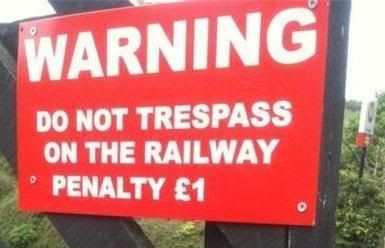 WARNING
DO NOT TRESPASS
ON THE RAILWAY
PENALTY £1